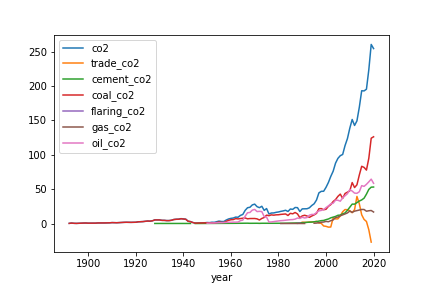 co2
trade_co2
cement_co2
coal_co2
flaring_co2
gas_co2
oil_co2
250
200
150
100
50
0
1900 1920 1940 1960 1980 2000 2020
year